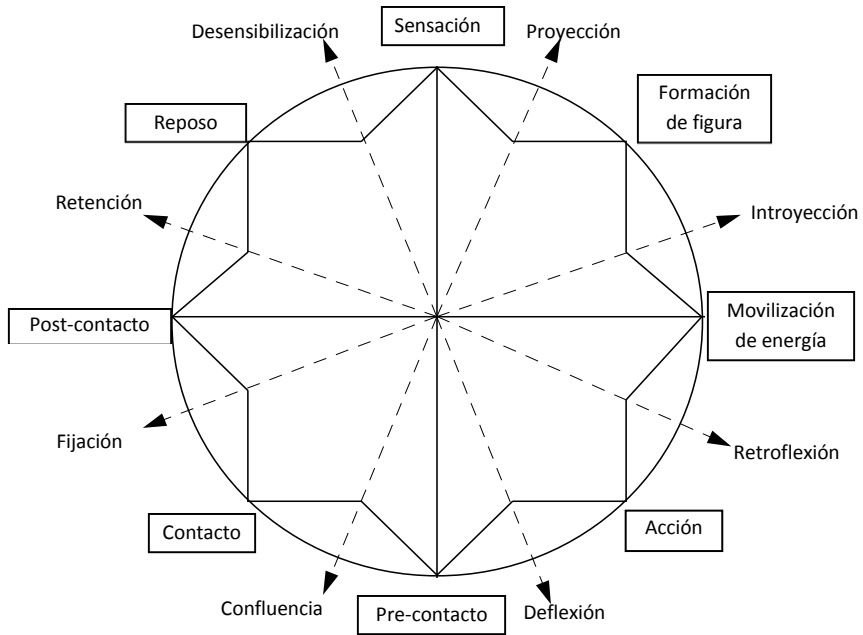 Desensibilización
Sensación
Proyección
Formación
de figura
Reposo
Retención
Introyección
Post-contacto
Movilización
de energía
Fijación
Retroflexión
Contacto
Acción
Confluencia
Pre-contacto
Deflexión